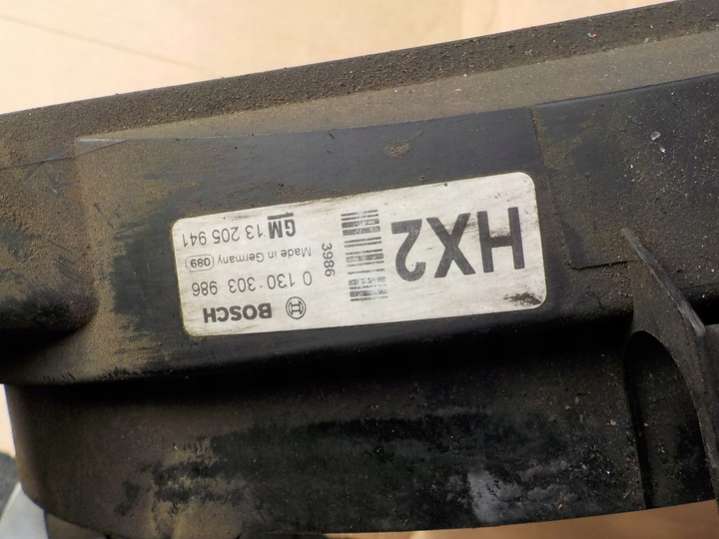 BOSCH
0 130 303 986
Made in Germany (089)
GM 13 205 941
3986
HX2